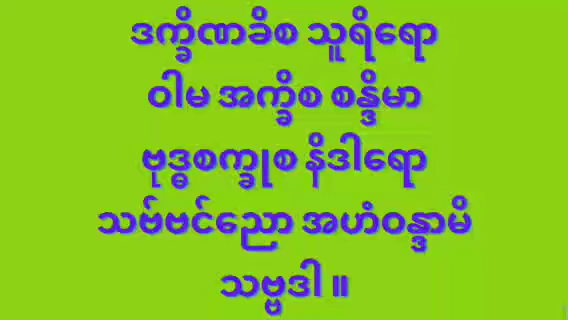 ဒက္ခိဏခိစ သူရိရော
ဝါမ အက္ခိစ စန္ဒိမာ
ဗုဒ္ဓစက္ခုစ နိဒါရော
သဗ်ဗင်ညော အဟံဝန္ဒာမိ
သဗ္ဗဒါ ။